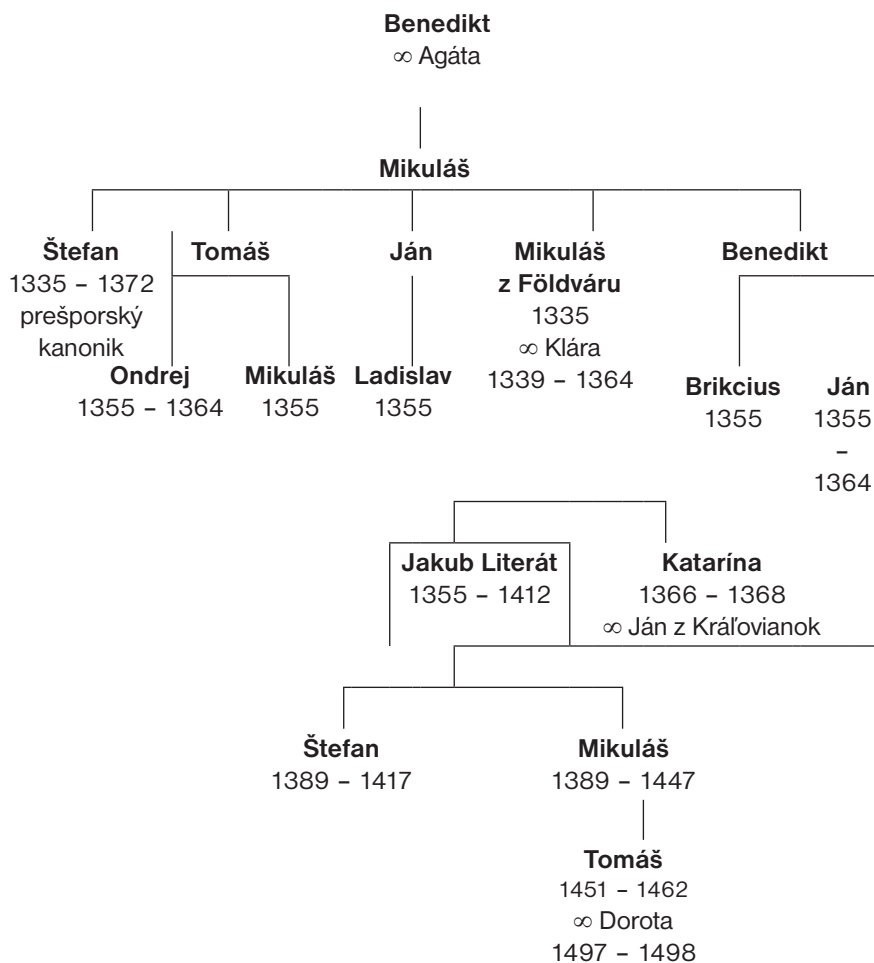 Benedikt
∞ Agáta
Mikuláš
Štefan
1335 – 1372
prešporský
kanonik
Tomáš
Ján
Mikuláš
z Földváru
1335
∞ Klára
1339 – 1364
Benedikt
Ondrej
1355 – 1364
Mikuláš
1355
Ladislav
1355
Brikcius
1355
Ján
1355
–
1364
Jakub Literát
1355 – 1412
Katarína
1366 – 1368
∞ Ján z Kráľovianok
Štefan
1389 – 1417
Mikuláš
1389 – 1447
Tomáš
1451 – 1462
∞ Dorota
1497 – 1498